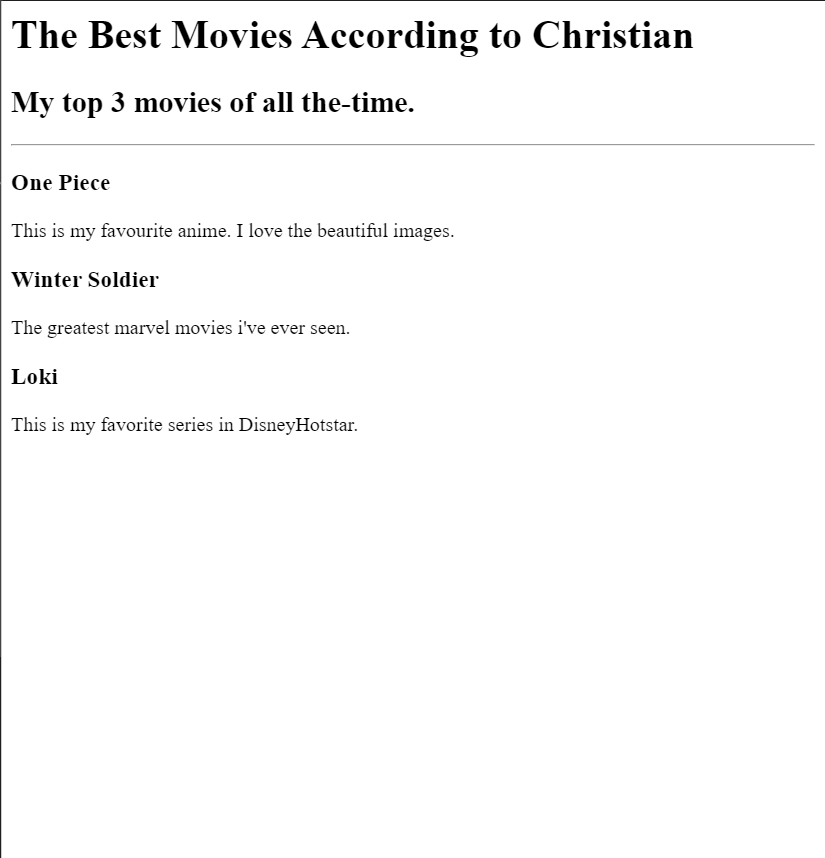 The Best Movies According to Christian
My top 3 movies of all the-time.
One Piece
This is my favourite anime. I love the beautiful images.
Winter Soldier
The greatest marvel movies i've ever seen.
Loki
This is my favorite series in DisneyHotstar.